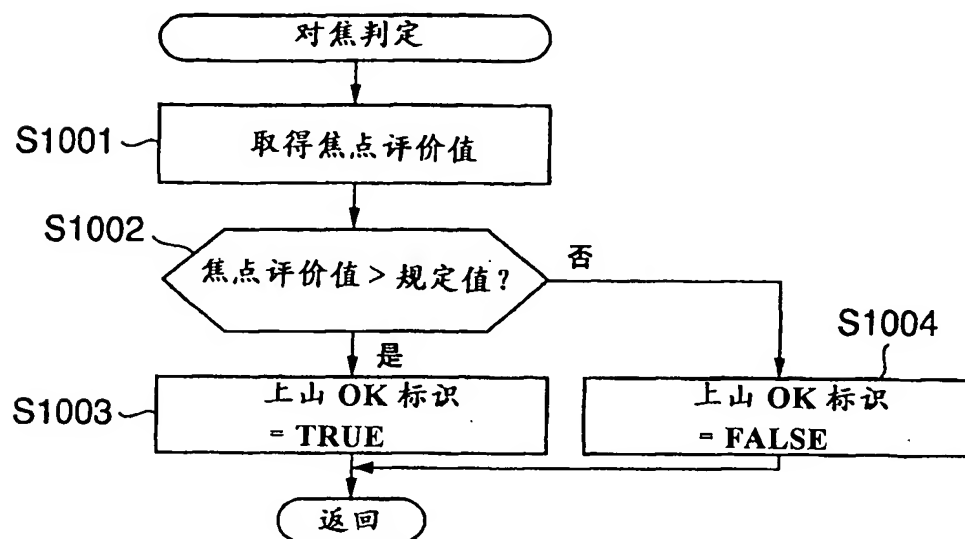 对焦判定
S1001
取得焦点评价值
S1002
焦点评价值 > 规定值?
否
是
S1003
上山 OK 标识
= TRUE
S1004
上山 OK 标识
= FALSE
返回